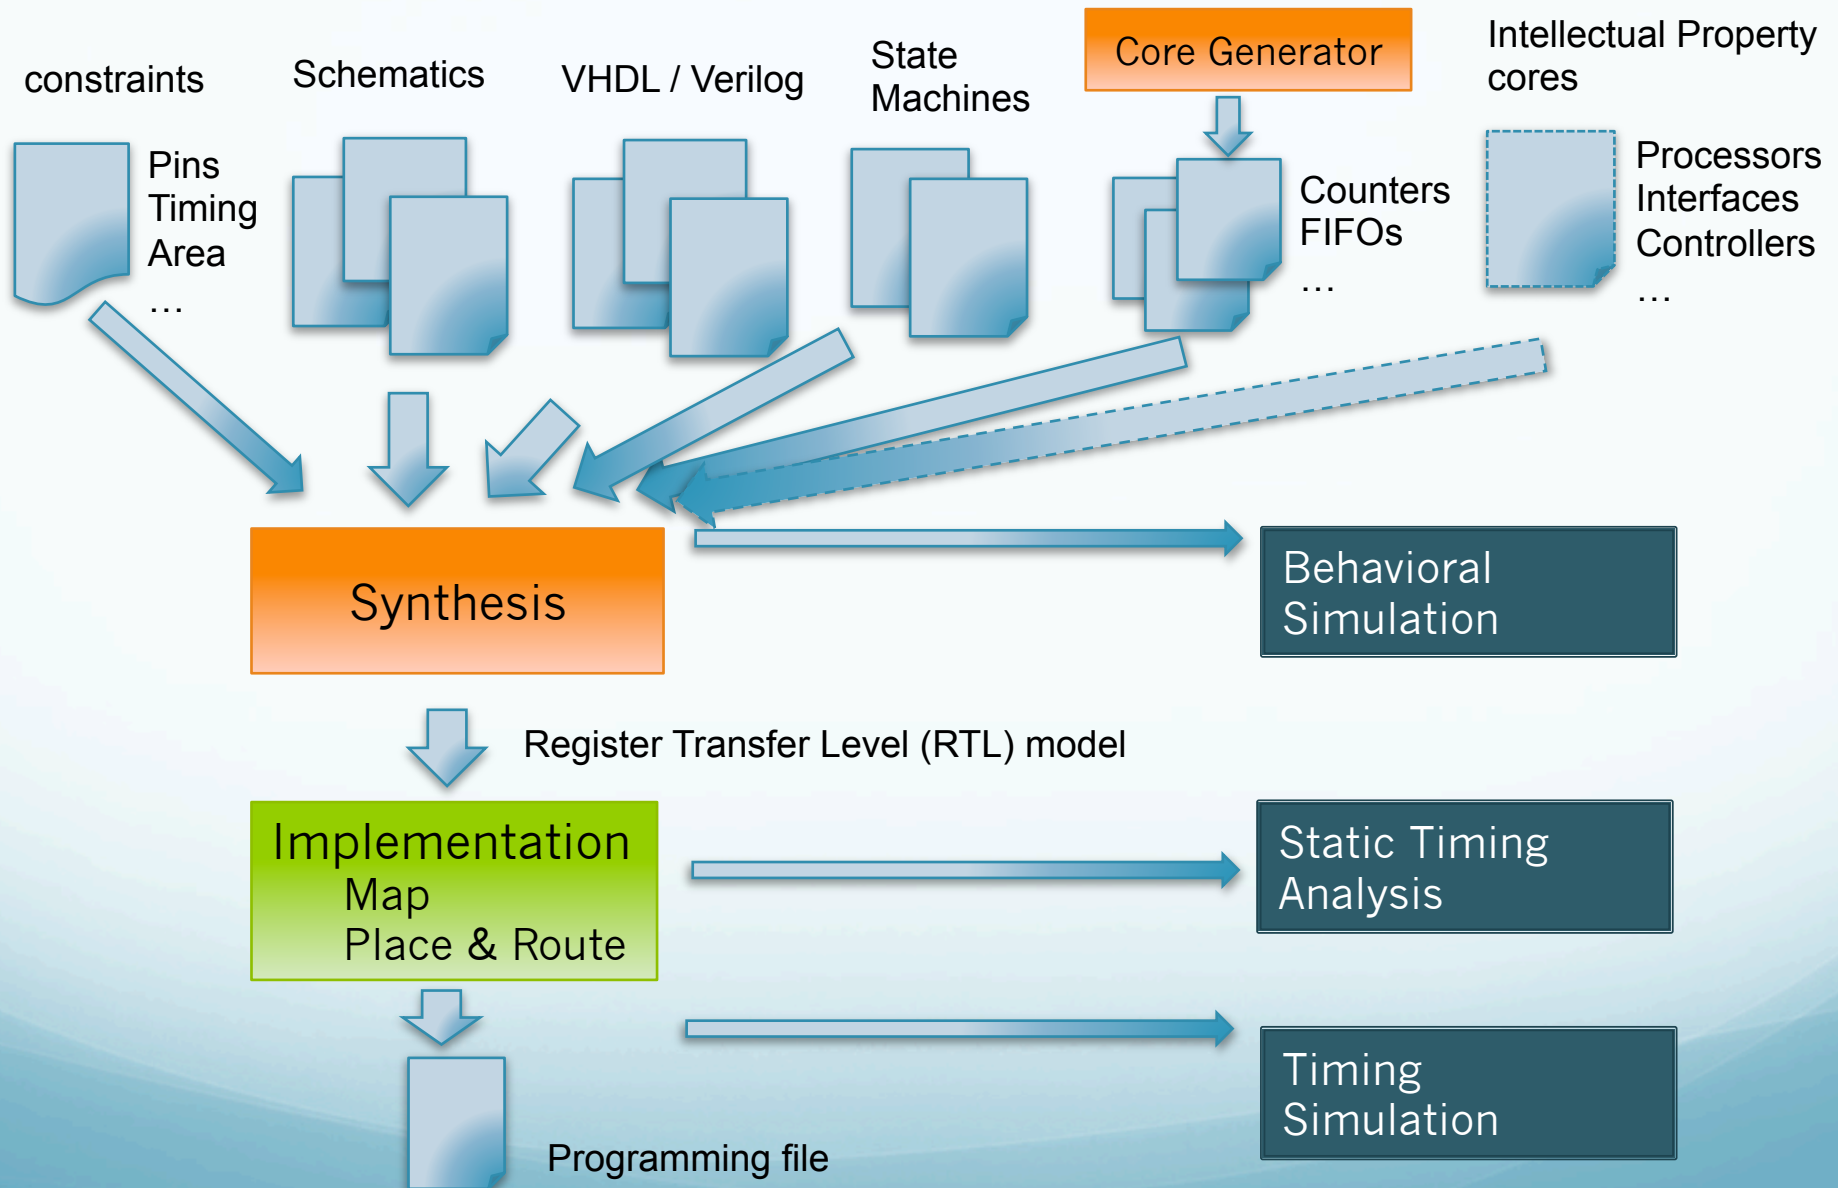 constraints
Schematics
VHDL / Verilog
State
Machines
Core Generator
Intellectual Property
cores
Pins
Timing
Area
…
Counters
FIFOs
…
Processors
Interfaces
Controllers
…
Synthesis
Behavioral
Simulation
Register Transfer Level (RTL) model
Implementation
Map
Place & Route
Static Timing
Analysis
Timing
Simulation
Programming file